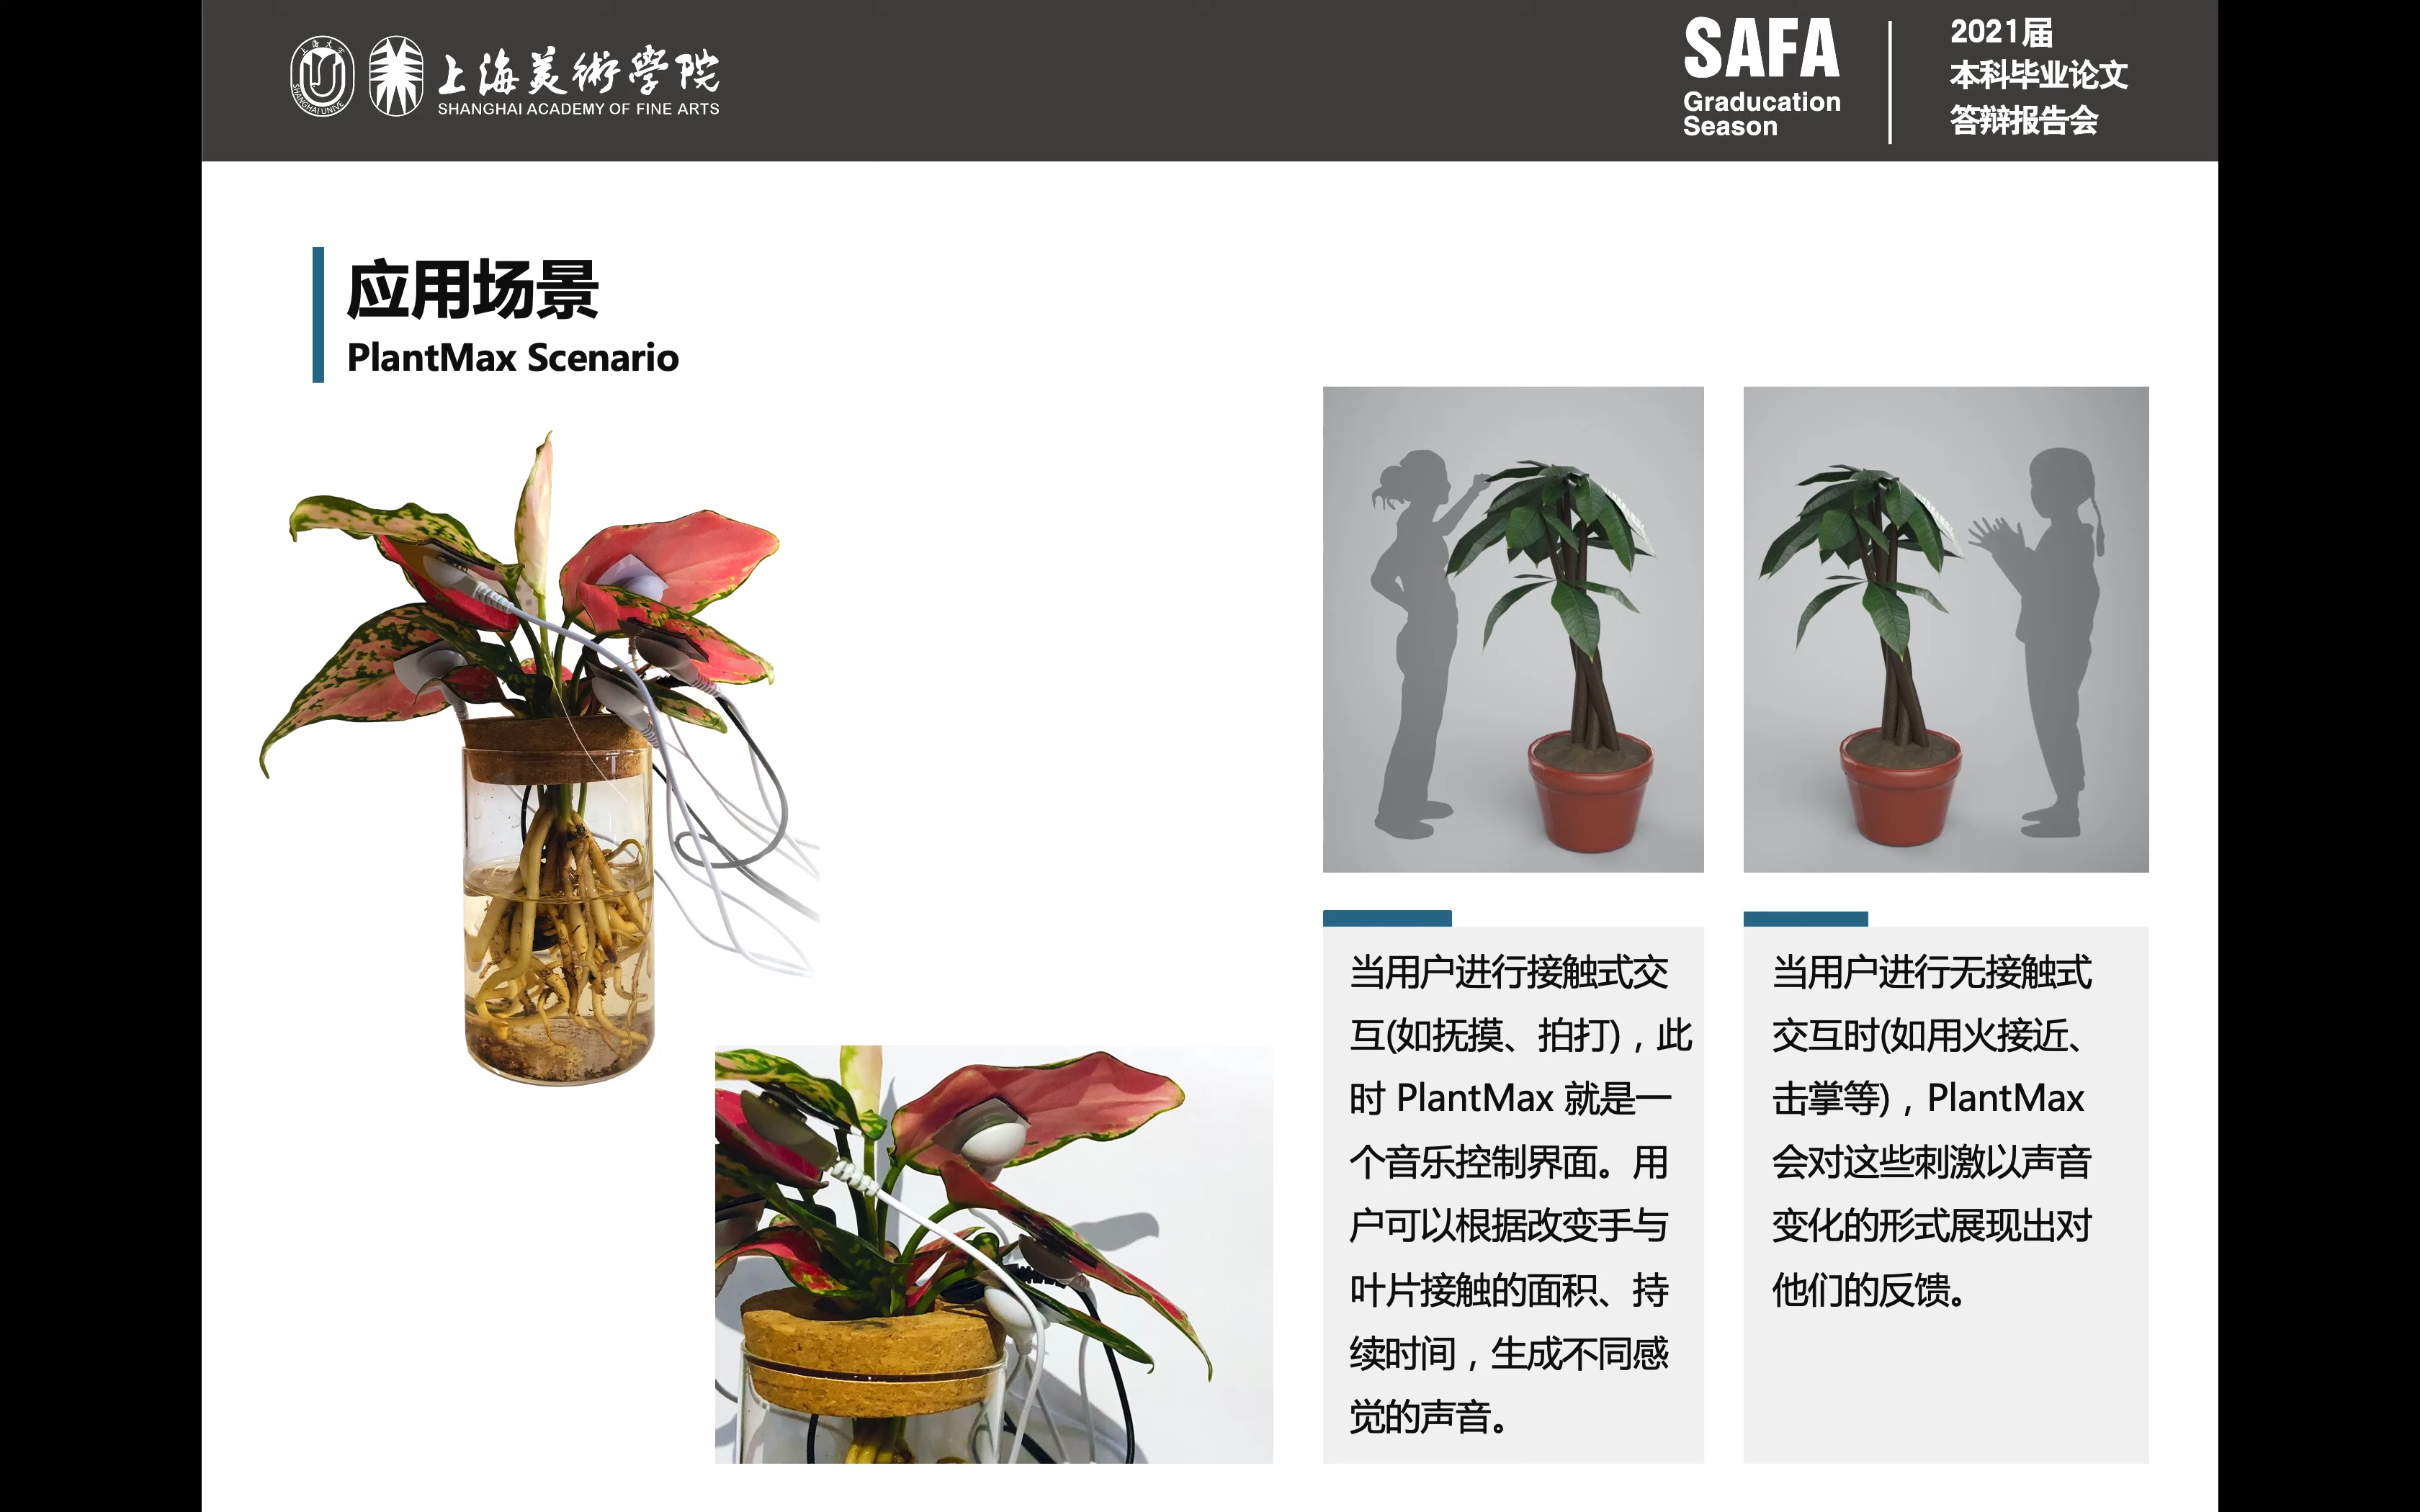 上海大学
SHANGHAI UNIVE
上海美術學院
SHANGHAI ACADEMY OF FINE ARTS
SAFA
Graducation
Season
2021届
本科毕业论文
答辩报告会
应用场景
PlantMax Scenario
当用户进行接触式交
互(如抚摸、拍打)，此
时 PlantMax 就是一
个音乐控制界面。用
户可以根据改变手与
叶片接触的面积、持
续时间，生成不同感
觉的声音。
当用户进行无接触式
交互时(如用火接近、
击掌等)，PlantMax
会对这些刺激以声音
变化的形式展现出对
他们的反馈。